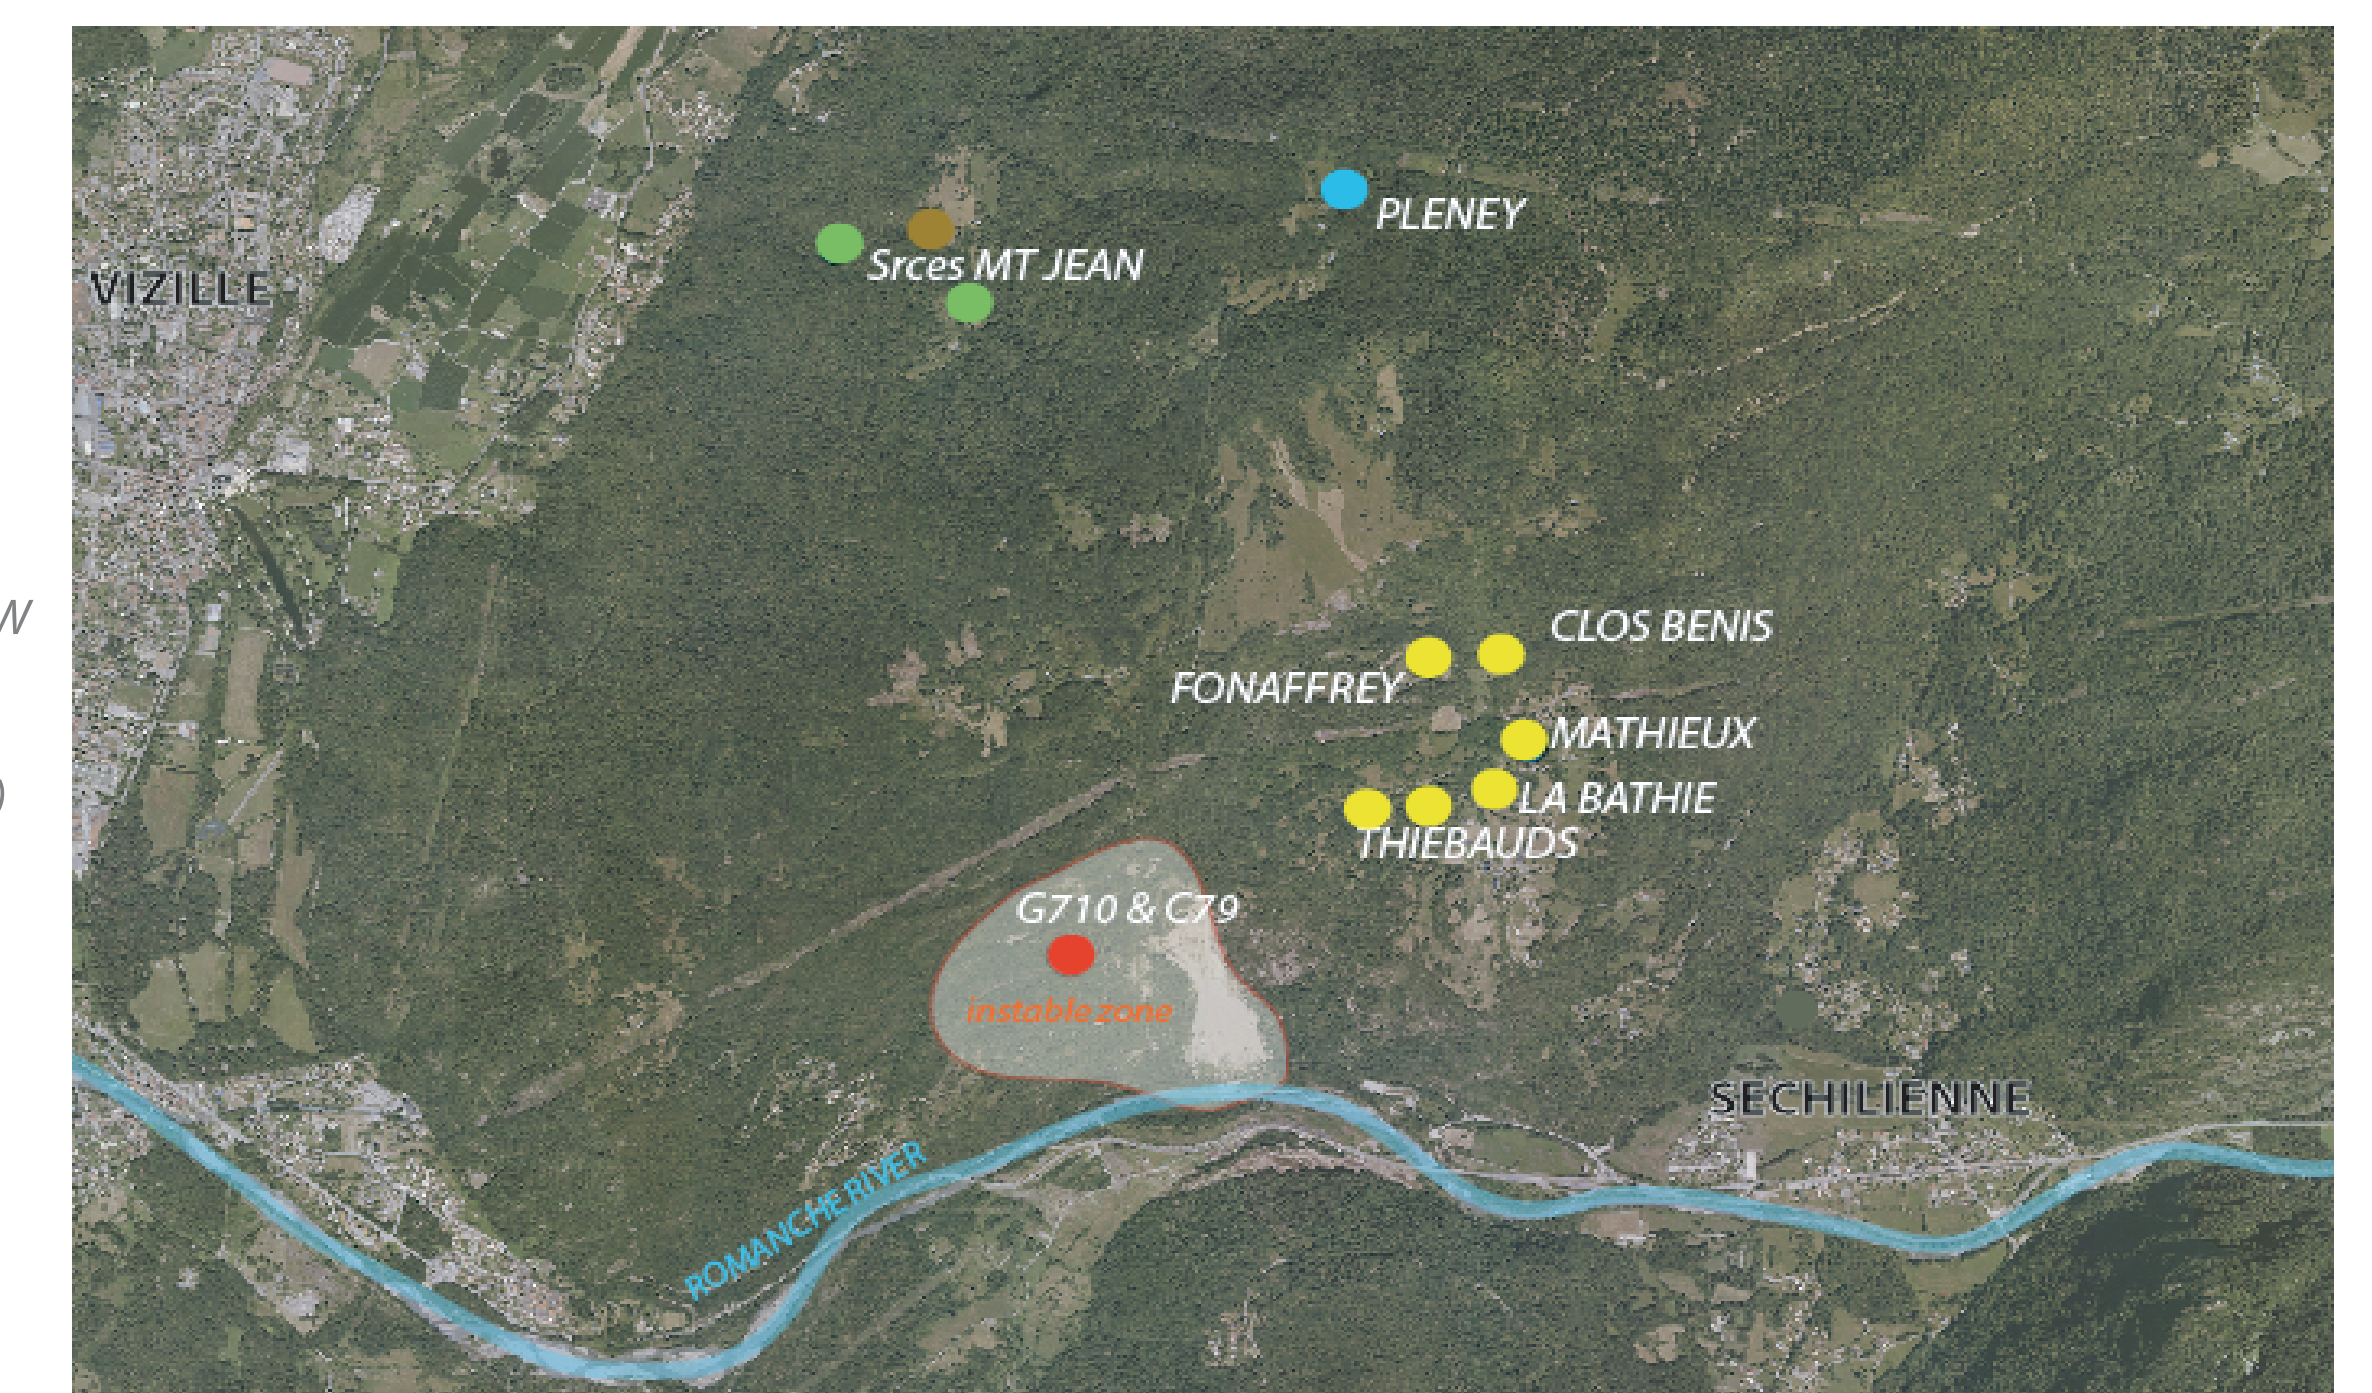 PLENEY
Srces MT JEAN
VIZILLE
W
CLOS BENIS
FONAFFREY
MATHIEUX
LA BATHIE
)
THIEBAUDS
G710 & C79
instable zone
SECHILIENNE
ROMANCHE RIVER